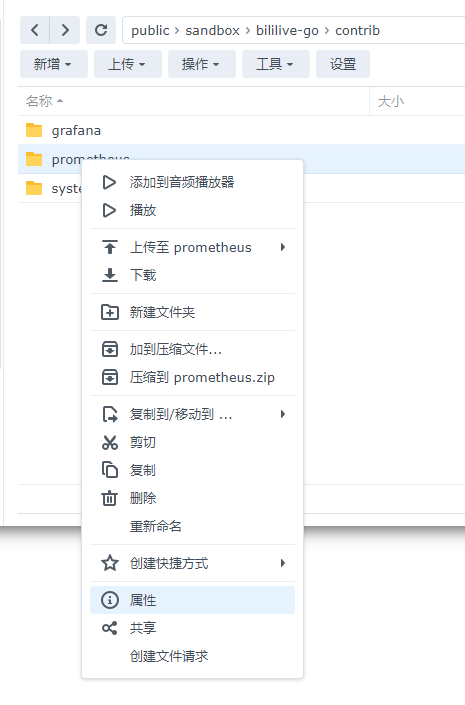 public › sandbox › bililive-go › contrib
新增 上传 操作 工具 设置
名称 大小
grafana
prometheus
syste
添加到音频播放器
播放
上传至 prometheus
下载
新建文件夹
加到压缩文件...
压缩到 prometheus.zip
复制到/移动到 ...
剪切
复制
删除
重新命名
创建快捷方式
属性
共享
创建文件请求